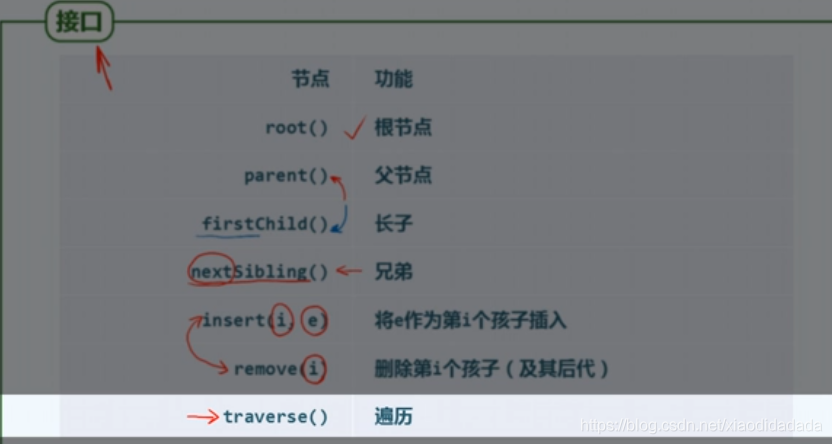 接口
节点 功能
root() 根节点
parent() 父节点
firstChild() 长子
nextSibling() 兄弟
insert(i, e) 将e作为第i个孩子插入
remove(i) 删除第i个孩子（及其后代）
traverse() 遍历
https://blog.csdn.net/xiaodidadada